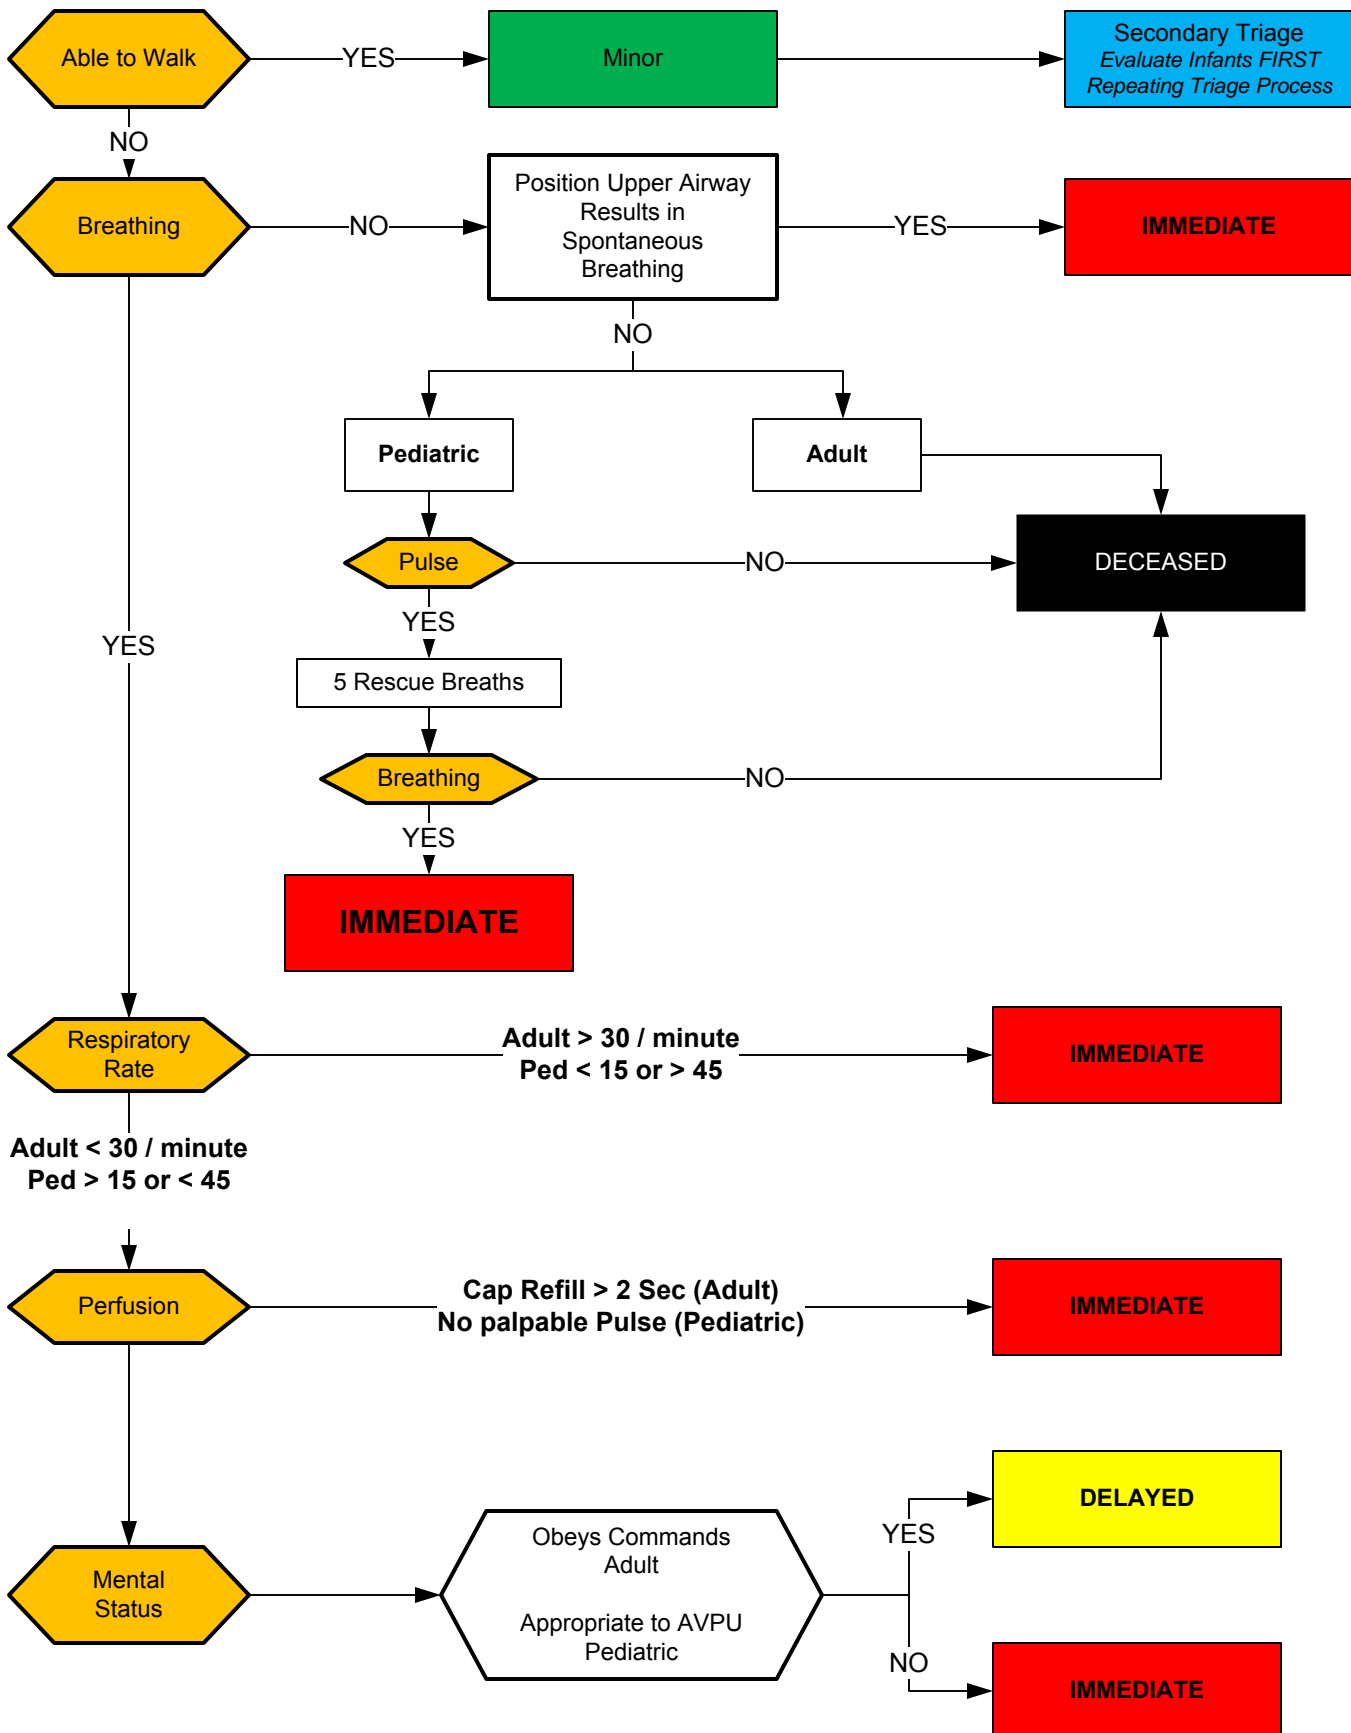 Able to Walk
YES
Minor
Secondary Triage
Evaluate Infants FIRST
Repeating Triage Process
NO
Breathing
NO
Position Upper Airway
Results in
Spontaneous
Breathing
YES
IMMEDIATE
NO
Pediatric
Adult
Pulse
NO
DECEASED
YES
YES
5 Rescue Breaths
Breathing
NO
YES
IMMEDIATE
Respiratory
Rate
Adult > 30 / minute
Ped < 15 or > 45
IMMEDIATE
Adult < 30 / minute
Ped > 15 or < 45
Perfusion
Cap Refill > 2 Sec (Adult)
No palpable Pulse (Pediatric)
IMMEDIATE
Mental
Status
Obeys Commands
Adult
Appropriate to AVPU
Pediatric
YES
DELAYED
NO
IMMEDIATE